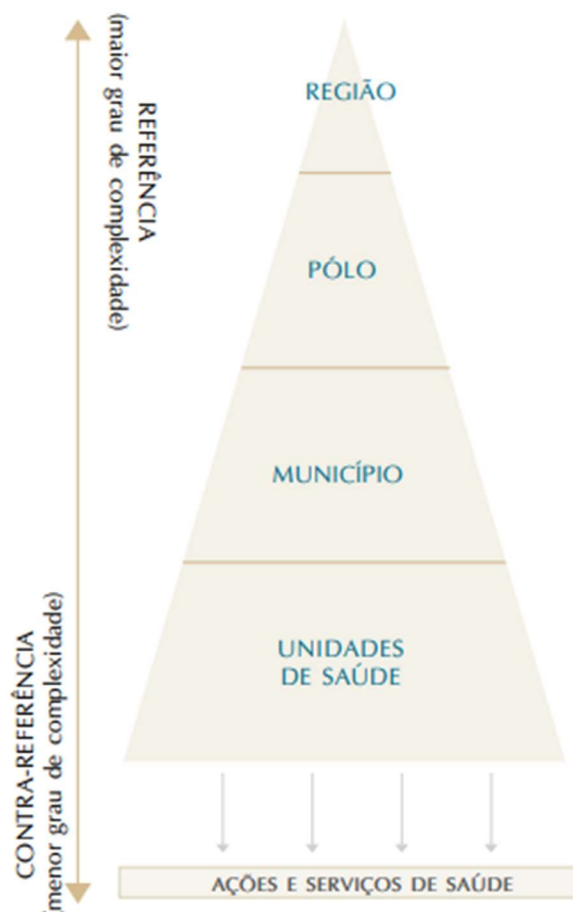 REFERÊNCIA
(maior grau de complexidade)
REGIÃO
PÓLO
MUNICÍPIO
UNIDADES
DE SAÚDE
CONTRA-REFERÊNCIA
(menor grau de complexidade)
AÇÕES E SERVIÇOS DE SAÚDE